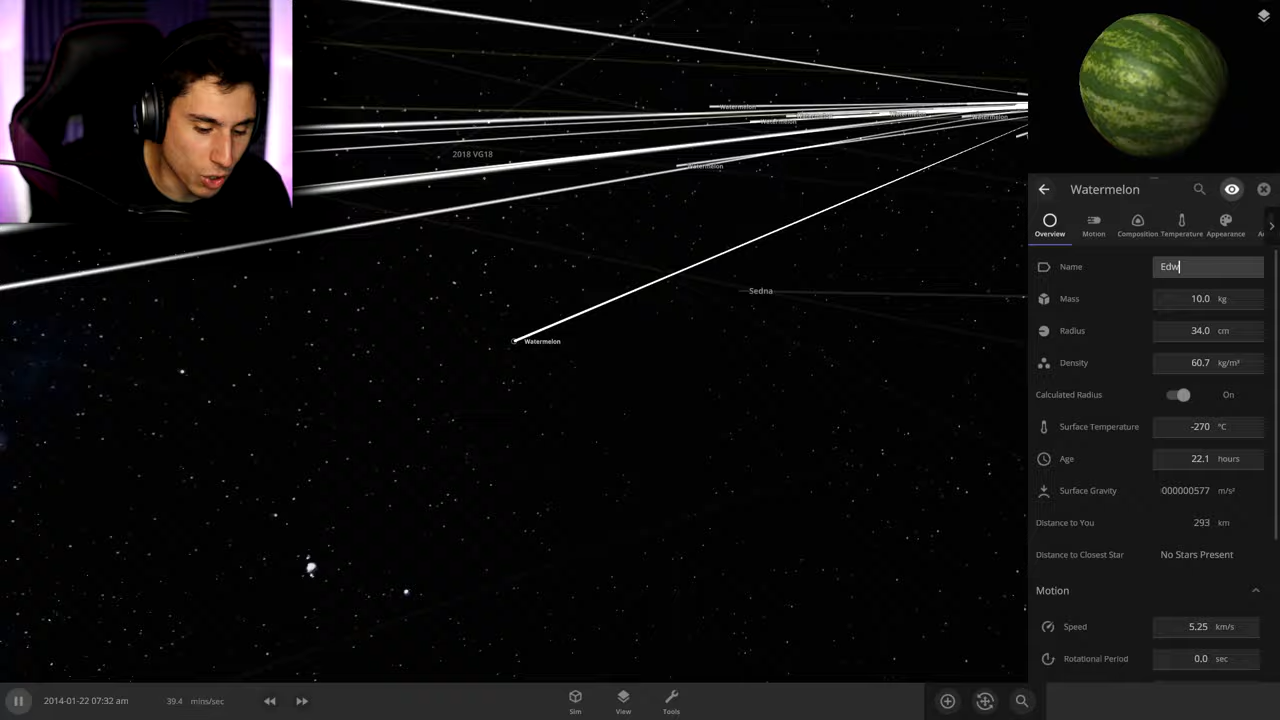 Watermelon
Watermelon
Watermelon
Watermelon
2018 VG18
Watermelon
Sedna
Watermelon
Watermelon
Overview
Motion
Composition
Temperature
Appearance
Name
Edw
Mass
10.0 kg
Radius
34.0 cm
Density
60.7 kg/m³
Calculated Radius
On
Surface Temperature
-270 °C
Age
22.1 hours
Surface Gravity
000000577 m/s²
Distance to You
293 km
Distance to Closest Star
No Stars Present
Motion
Speed
5.25 km/s
Rotational Period
0.0 sec
2014-01-22 07:32 am
39.4 mins/sec
Sim
View
Tools